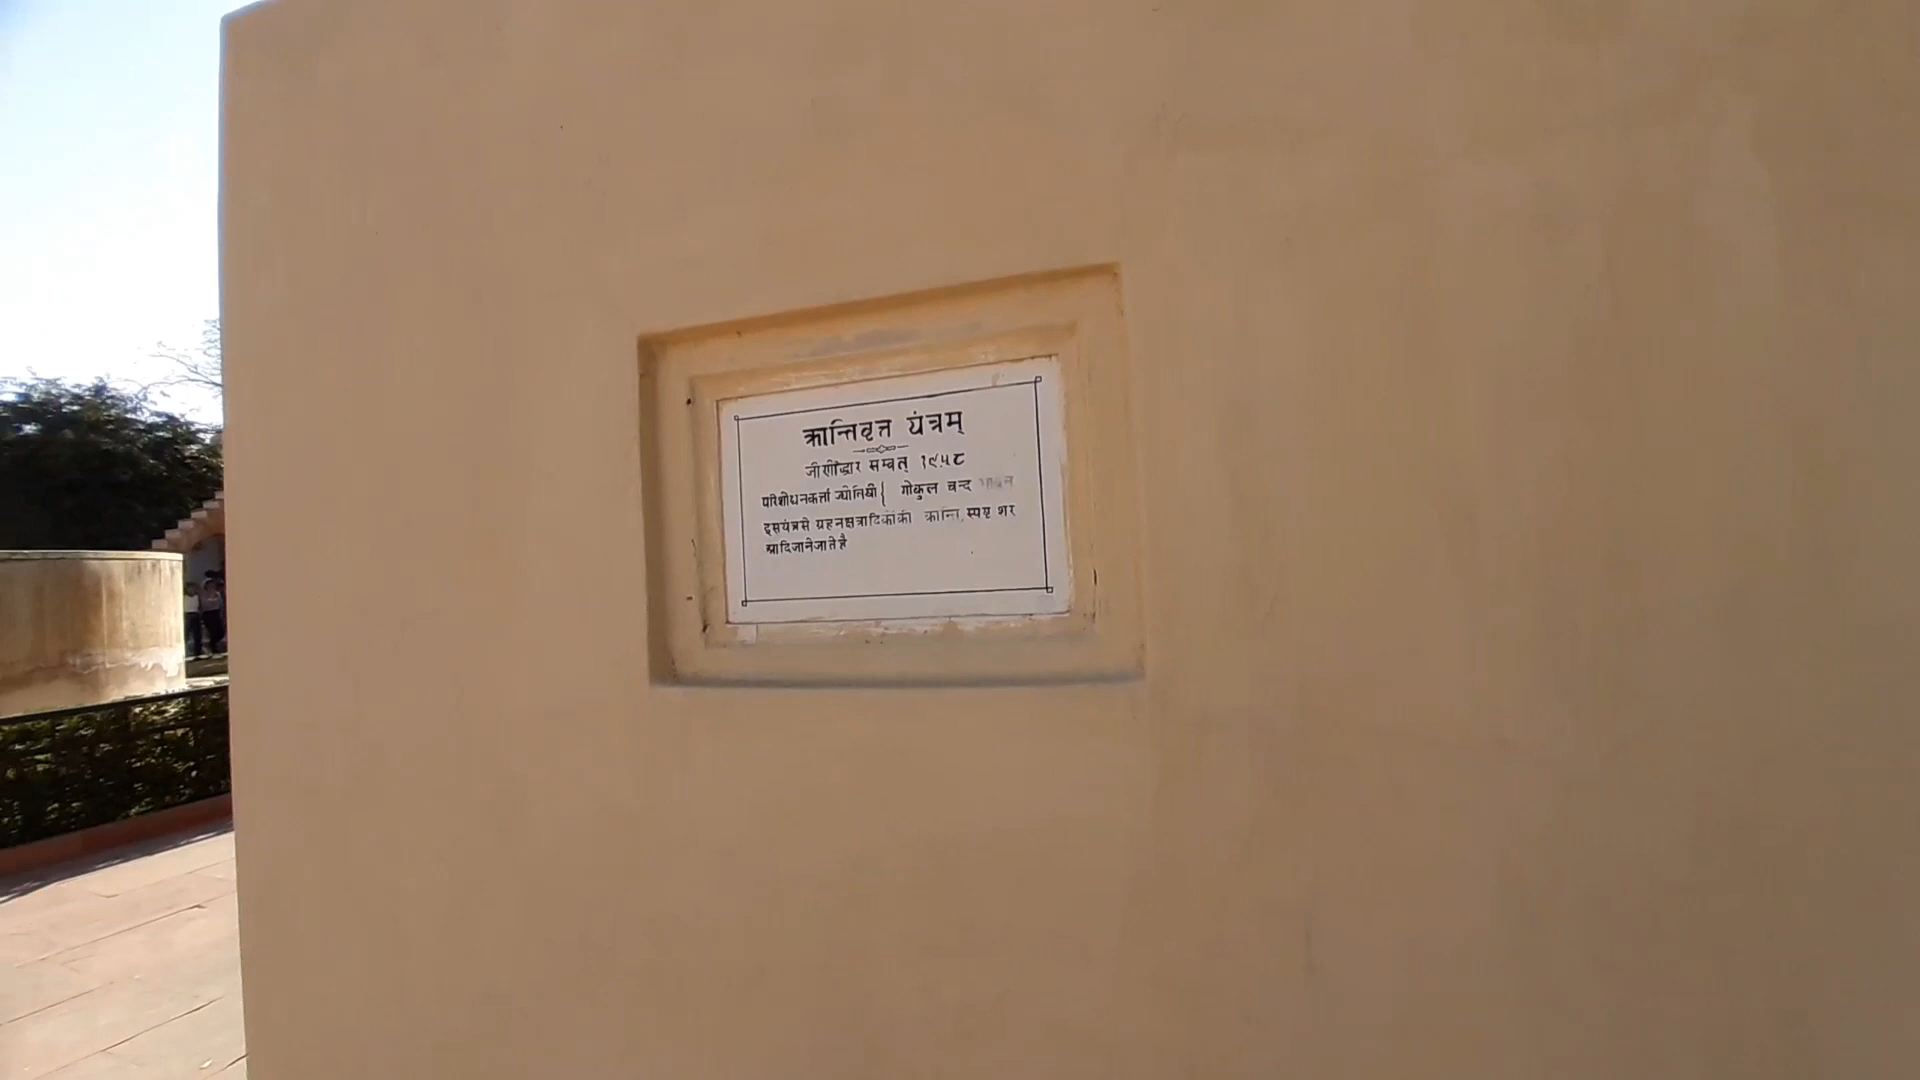 क्रान्तिवृत्त यंत्रम्
जीर्णोद्धार सम्वत् १९५८
परिशोधनकर्त्ता ज्योतिषी{ गोकुल चन्द
इसयंत्रसे ग्रहनक्षत्रादिकोंकी क्रान्ति, स्पष्ट शर
आदिजानेजातेहै